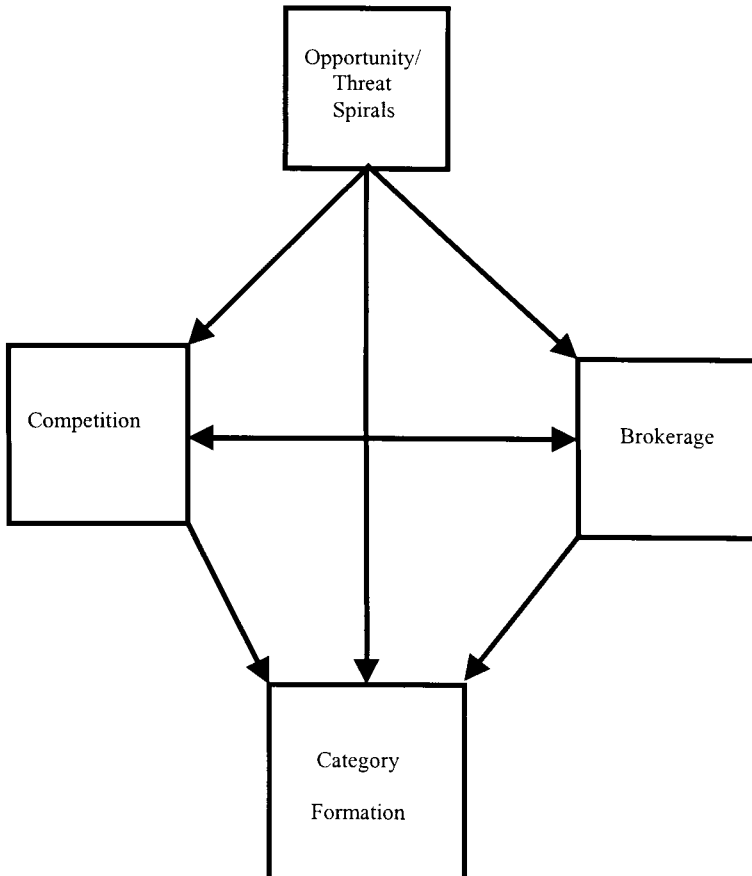 Opportunity/
Threat
Spirals
Competition
Brokerage
Category
Formation